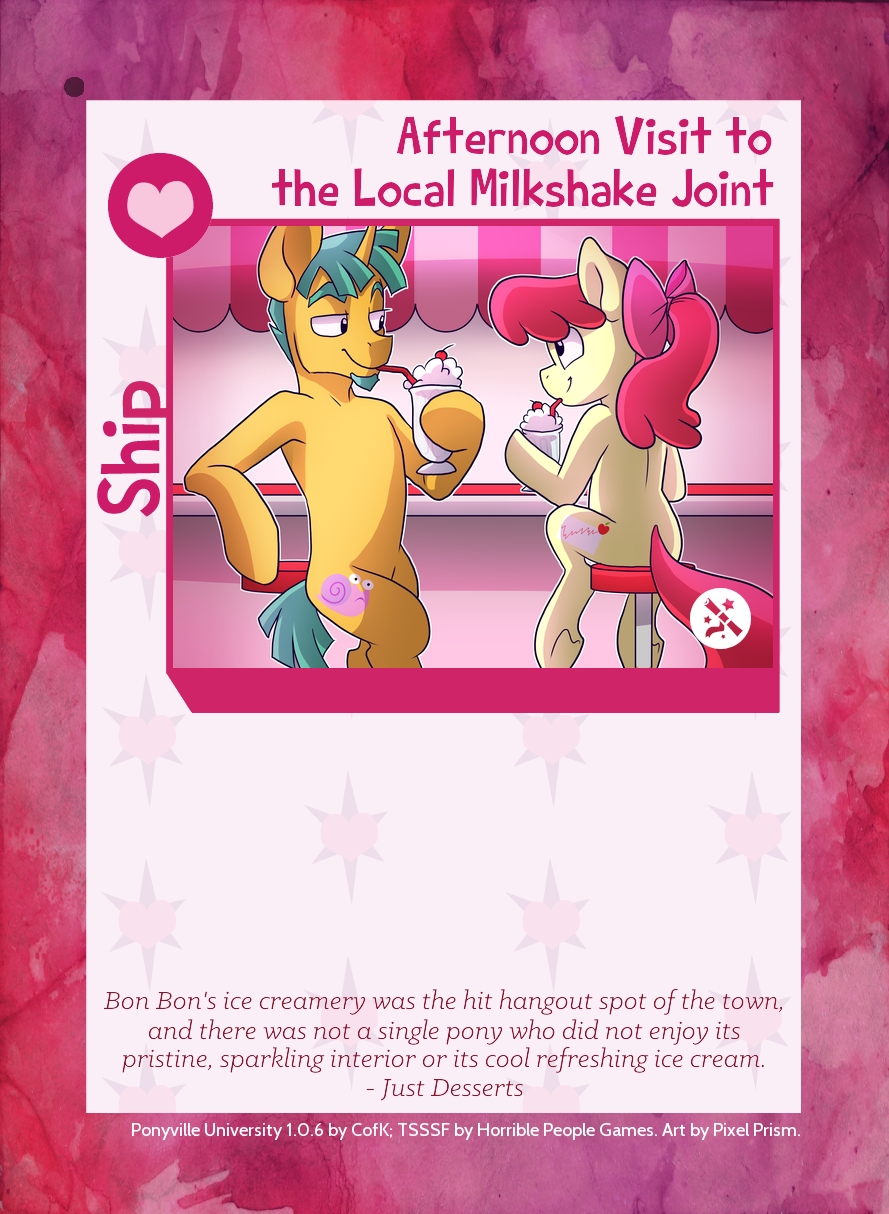 Afternoon Visit to
the Local Milkshake Joint
Ship
Bon Bon's ice creamery was the hit hangout spot of the town,
and there was not a single pony who did not enjoy its
pristine, sparkling interior or its cool refreshing ice cream.
- Just Desserts
Ponyville University 1.0.6 by CofK; TSSSF by Horrible People Games. Art by Pixel Prism.